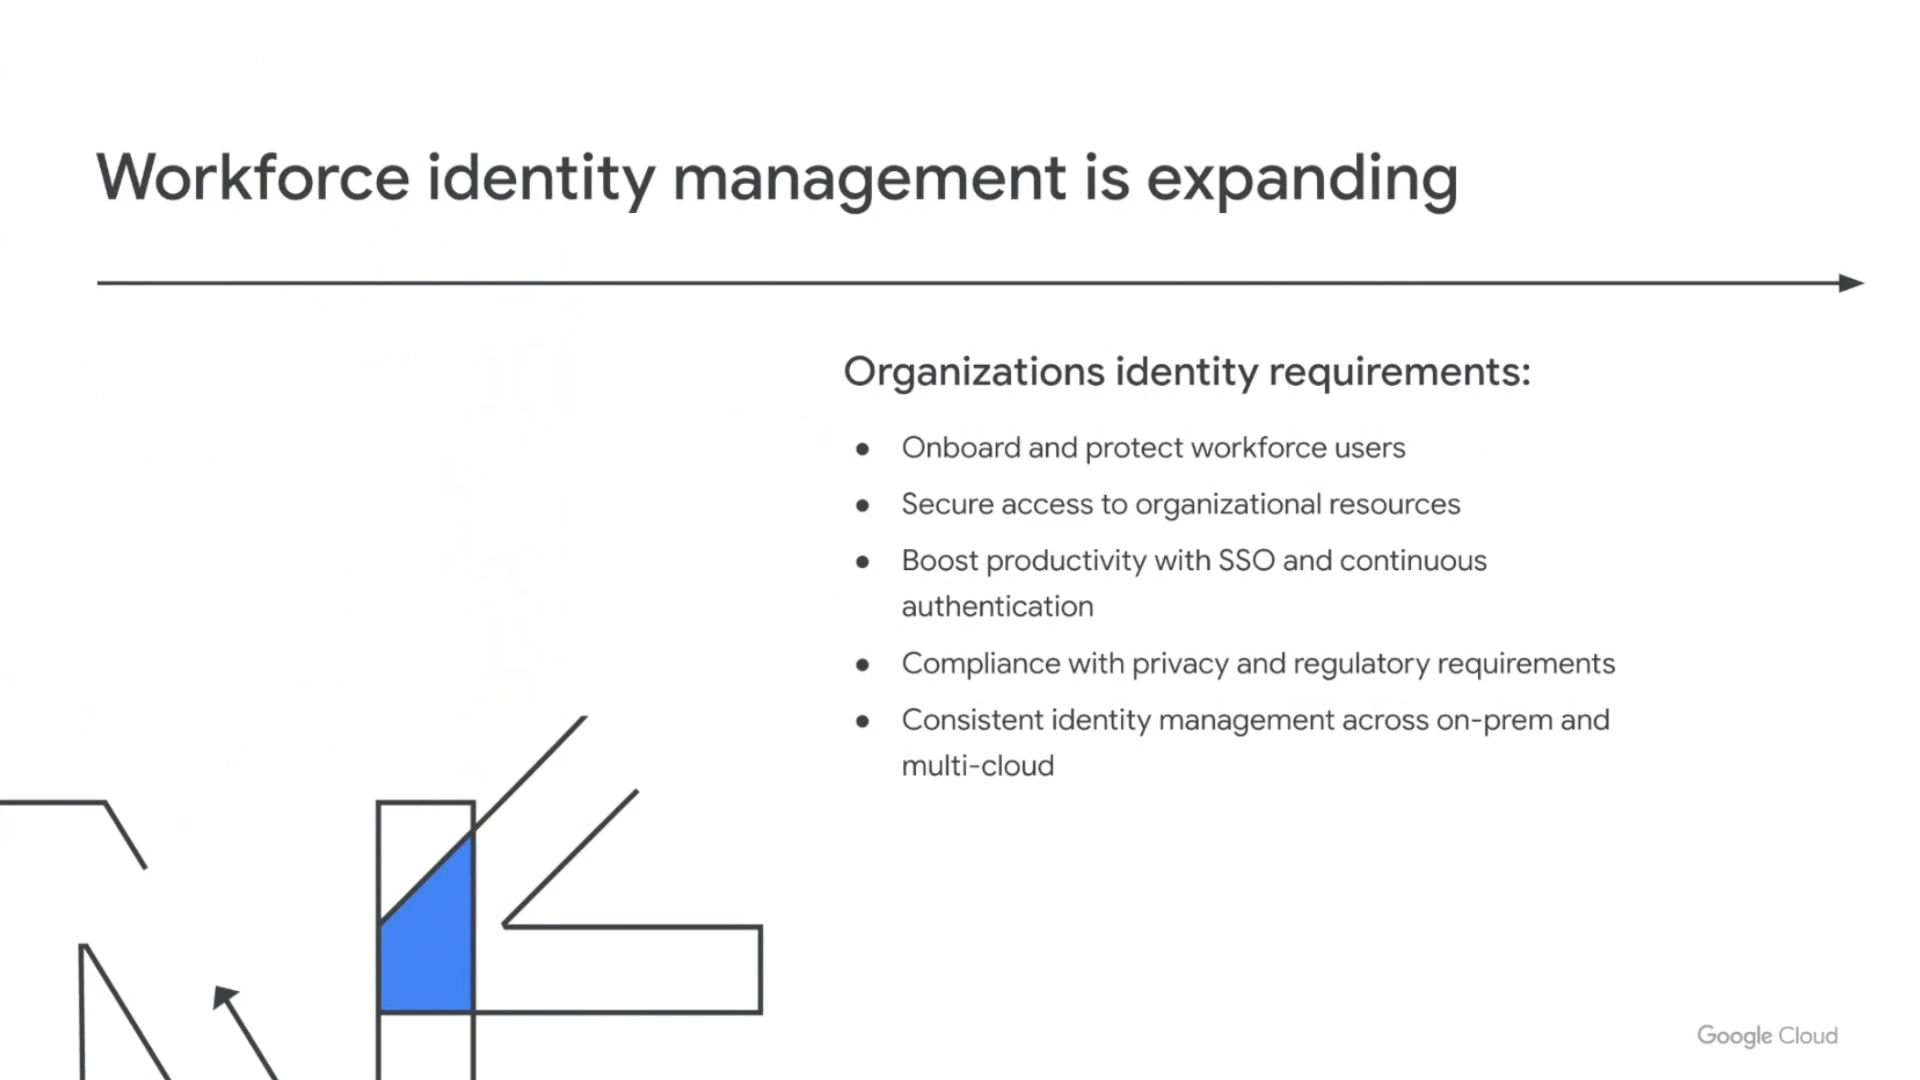 Workforce identity management is expanding
Organizations identity requirements:
● Onboard and protect workforce users
● Secure access to organizational resources
● Boost productivity with SSO and continuous
authentication
● Compliance with privacy and regulatory requirements
● Consistent identity management across on-prem and
multi-cloud
Google Cloud